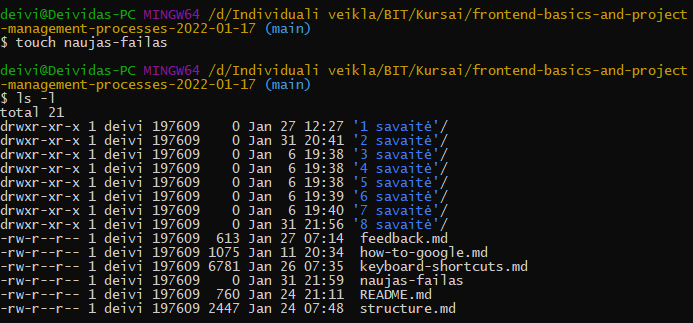 deivi@Deividas-PC MINGW64 /d/Individuali veikla/BIT/Kursai/frontend-basics-and-project
-management-processes-2022-01-17 (main)
$ touch naujas-failas
deivi@Deividas-PC MINGW64 /d/Individuali veikla/BIT/Kursai/frontend-basics-and-project
-management-processes-2022-01-17 (main)
$ ls -l
total 21
drwxr-xr-x 1 deivi 197609    0 Jan 27 12:27 '1 savaitė'/
drwxr-xr-x 1 deivi 197609    0 Jan 31 20:41 '2 savaitė'/
drwxr-xr-x 1 deivi 197609    0 Jan  6 19:38 '3 savaitė'/
drwxr-xr-x 1 deivi 197609    0 Jan  6 19:38 '4 savaitė'/
drwxr-xr-x 1 deivi 197609    0 Jan  6 19:38 '5 savaitė'/
drwxr-xr-x 1 deivi 197609    0 Jan  6 19:39 '6 savaitė'/
drwxr-xr-x 1 deivi 197609    0 Jan  6 19:40 '7 savaitė'/
drwxr-xr-x 1 deivi 197609    0 Jan 31 21:56 '8 savaitė'/
-rw-r--r-- 1 deivi 197609  613 Jan 27 07:14  feedback.md
-rw-r--r-- 1 deivi 197609 1075 Jan 11 20:34  how-to-google.md
-rw-r--r-- 1 deivi 197609 6781 Jan 26 07:35  keyboard-shortcuts.md
-rw-r--r-- 1 deivi 197609    0 Jan 31 21:59  naujas-failas
-rw-r--r-- 1 deivi 197609  760 Jan 24 21:11  README.md
-rw-r--r-- 1 deivi 197609 2447 Jan 24 07:48  structure.md